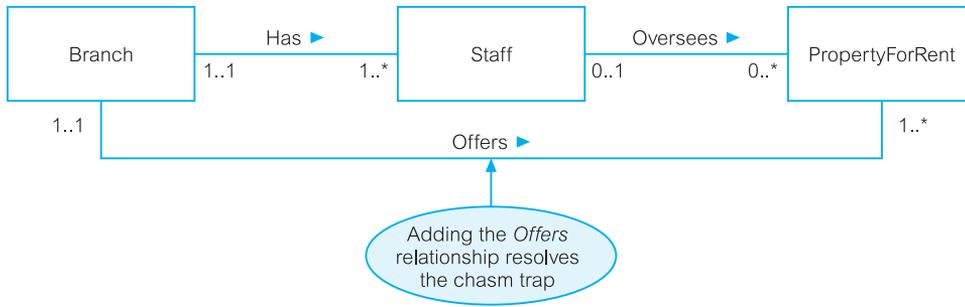 Has ▶
Oversees ▶
Branch
Staff
PropertyForRent
1..1
1..*
0..1
0..*
1..1
1..*
Offers ▶
Adding the Offers
relationship resolves
the chasm trap